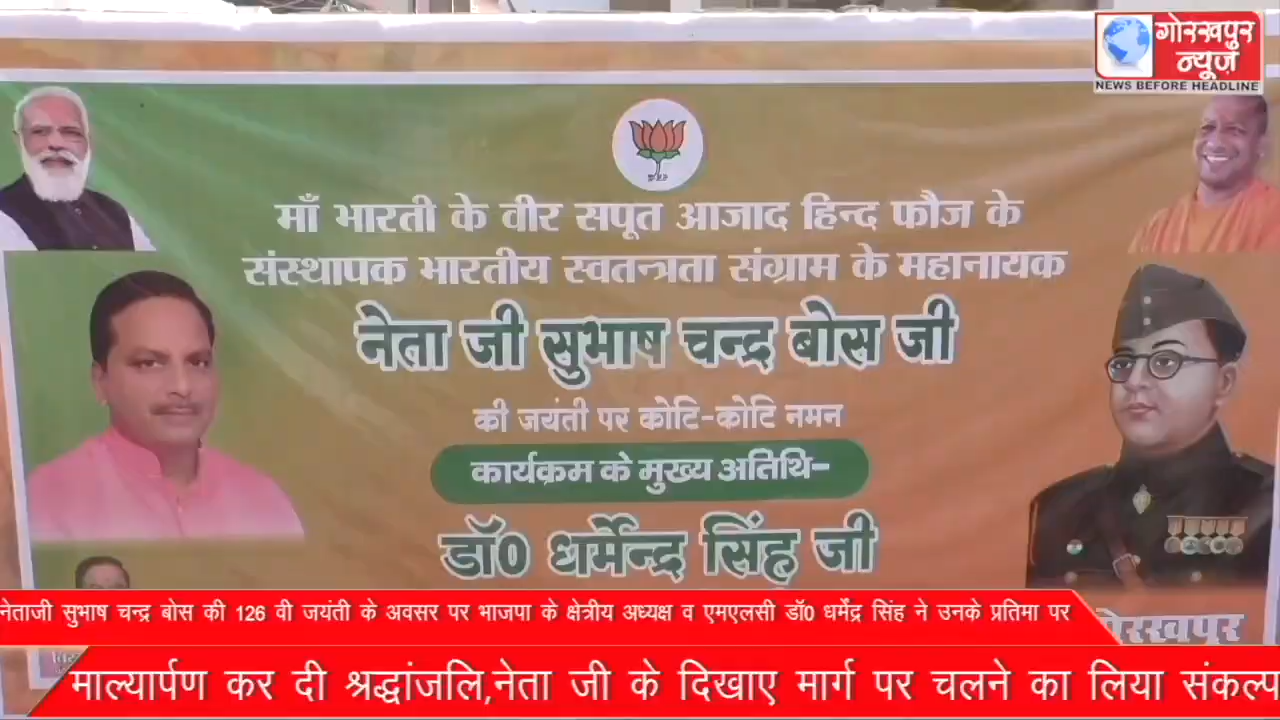 गोरखपुर
न्यूज़
NEWS BEFORE HEADLINE
माँ भारती के वीर सपूत आजाद हिन्द फौज के
संस्थापक भारतीय स्वतन्त्रता संग्राम के महानायक
नेता जी सुभाष चन्द्र बोस जी
की जयंती पर कोटि-कोटि नमन
कार्यक्रम के मुख्य अतिथि-
डॉ0 धर्मेन्द्र सिंह जी
नेताजी सुभाष चन्द्र बोस की 126 वी जयंती के अवसर पर भाजपा के क्षेत्रीय अध्यक्ष व एमएलसी डॉ0 धर्मेंद्र सिंह ने उनके प्रतिमा पर
गोरखपुर
माल्यार्पण कर दी श्रद्धांजलि,नेता जी के दिखाए मार्ग पर चलने का लिया संकल्प